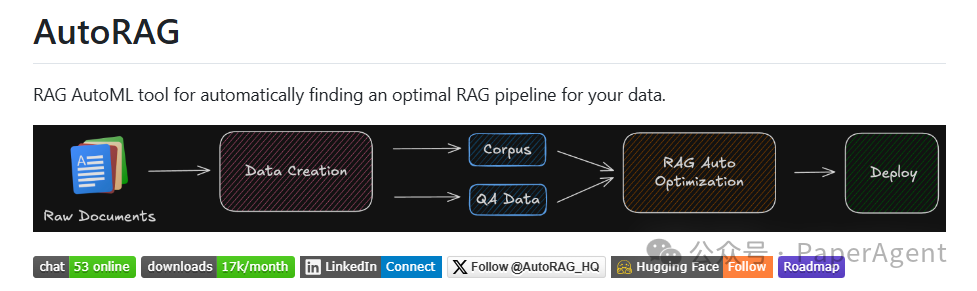 AutoRAG
RAG AutoML tool for automatically finding an optimal RAG pipeline for your data.
A
Raw Documents
Data Creation
Corpus
QA Data
RAG Auto
Optimization
Deploy
公众号 · PaperAgent
chat 53 online downloads 17k/month in LinkedIn Connect X Follow @AutoRAG_HQ Hugging Face Follow Roadmap